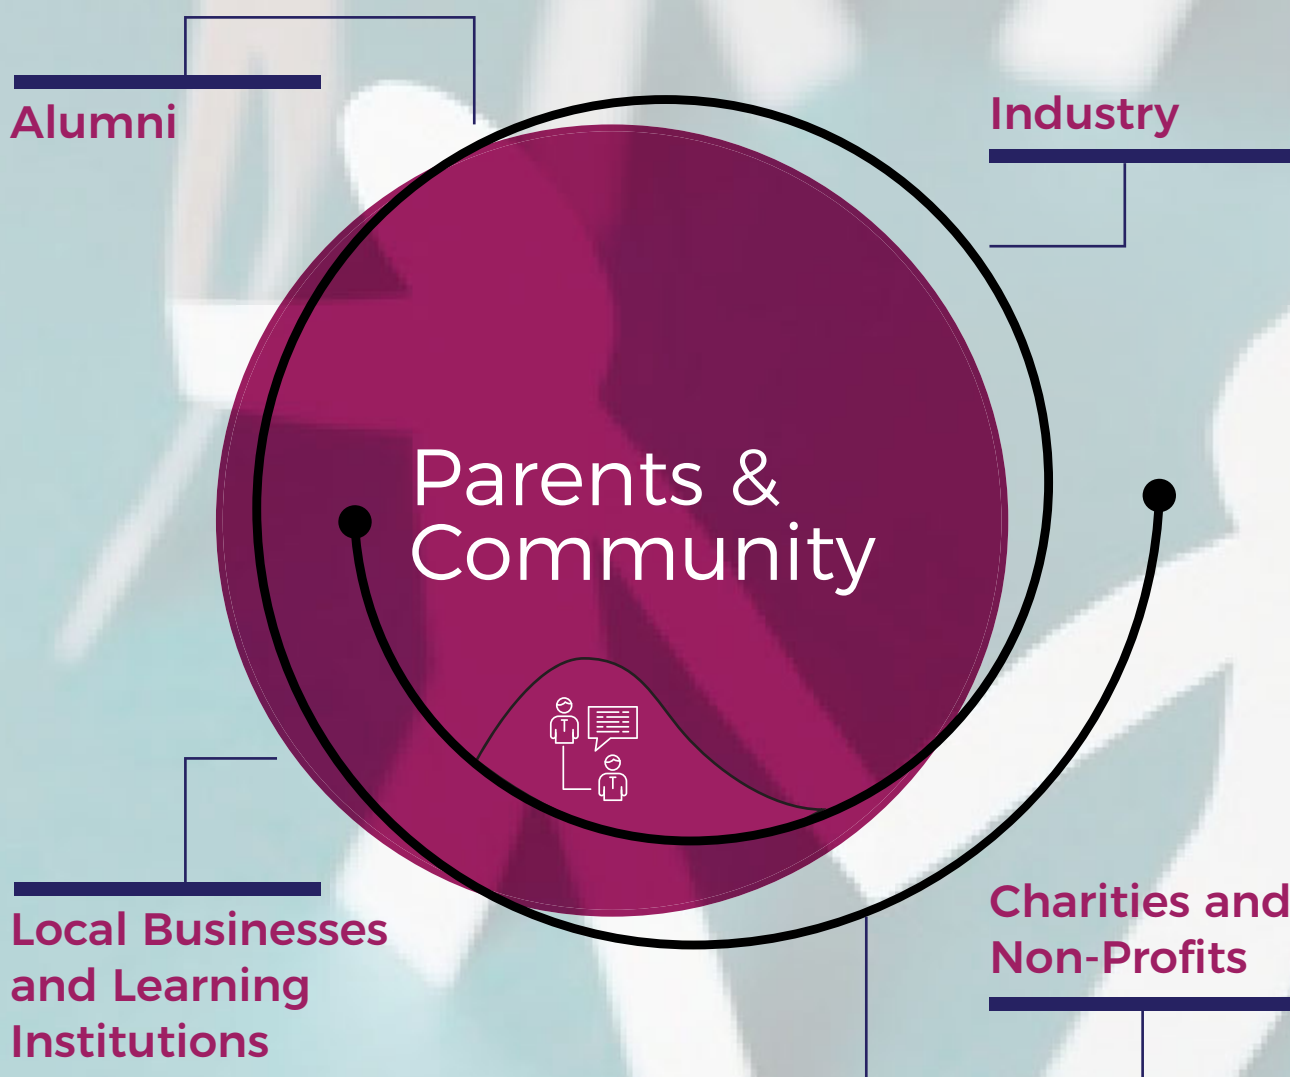 Alumni
Industry
Parents &
Community
Local Businesses
and Learning
Institutions
Charities and
Non-Profits